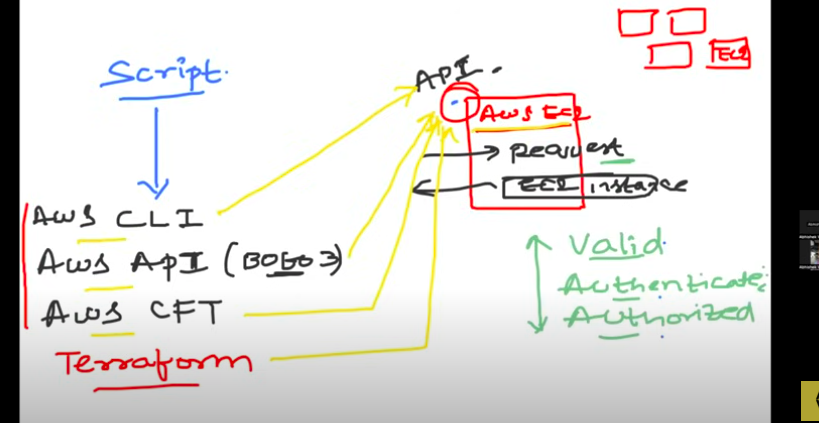 Script.
API.
EC2
AWS EC2
request
EC2 instance
AWS CLI
AWS API (BOTO3)
AWS CFT
Terraform
Valid
Authenticate
Authorized